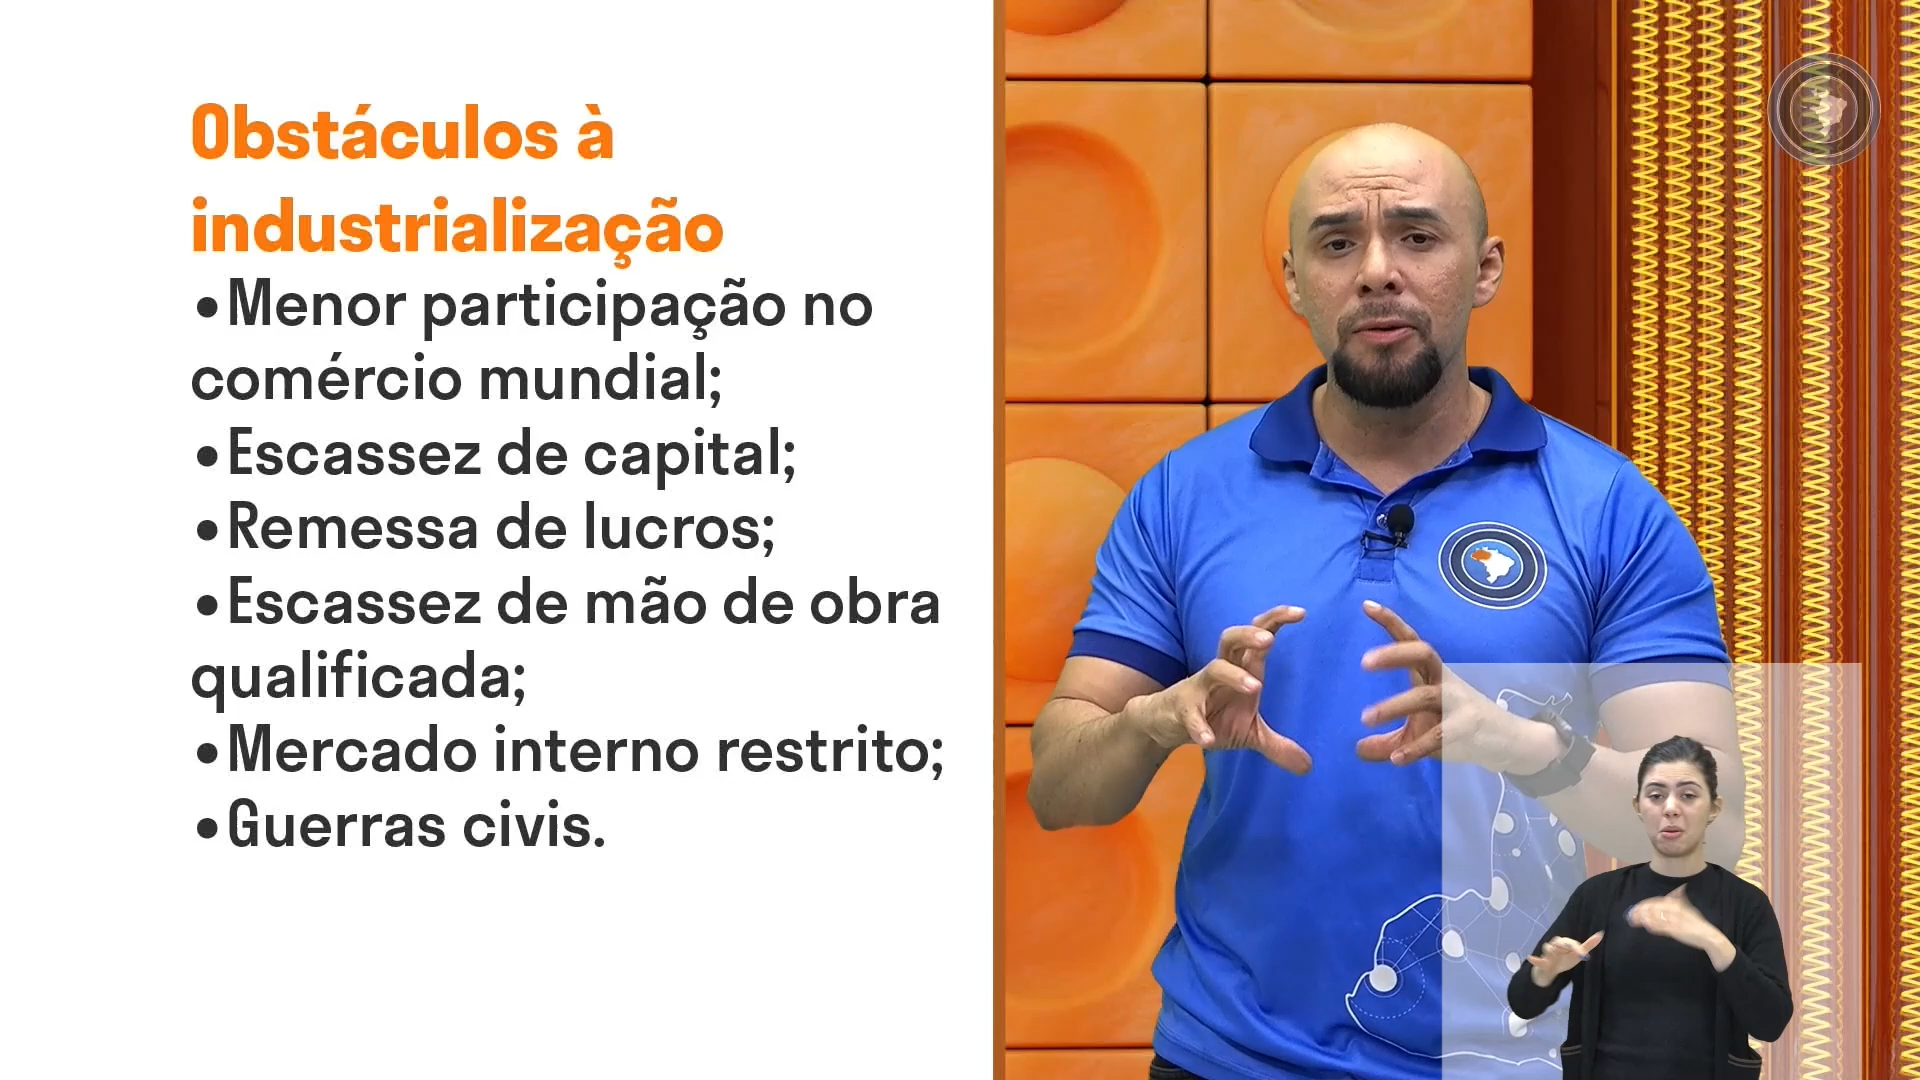 Obstáculos à
industrialização
•Menor participação no
comércio mundial;
•Escassez de capital;
•Remessa de lucros;
•Escassez de mão de obra
qualificada;
•Mercado interno restrito;
•Guerras civis.